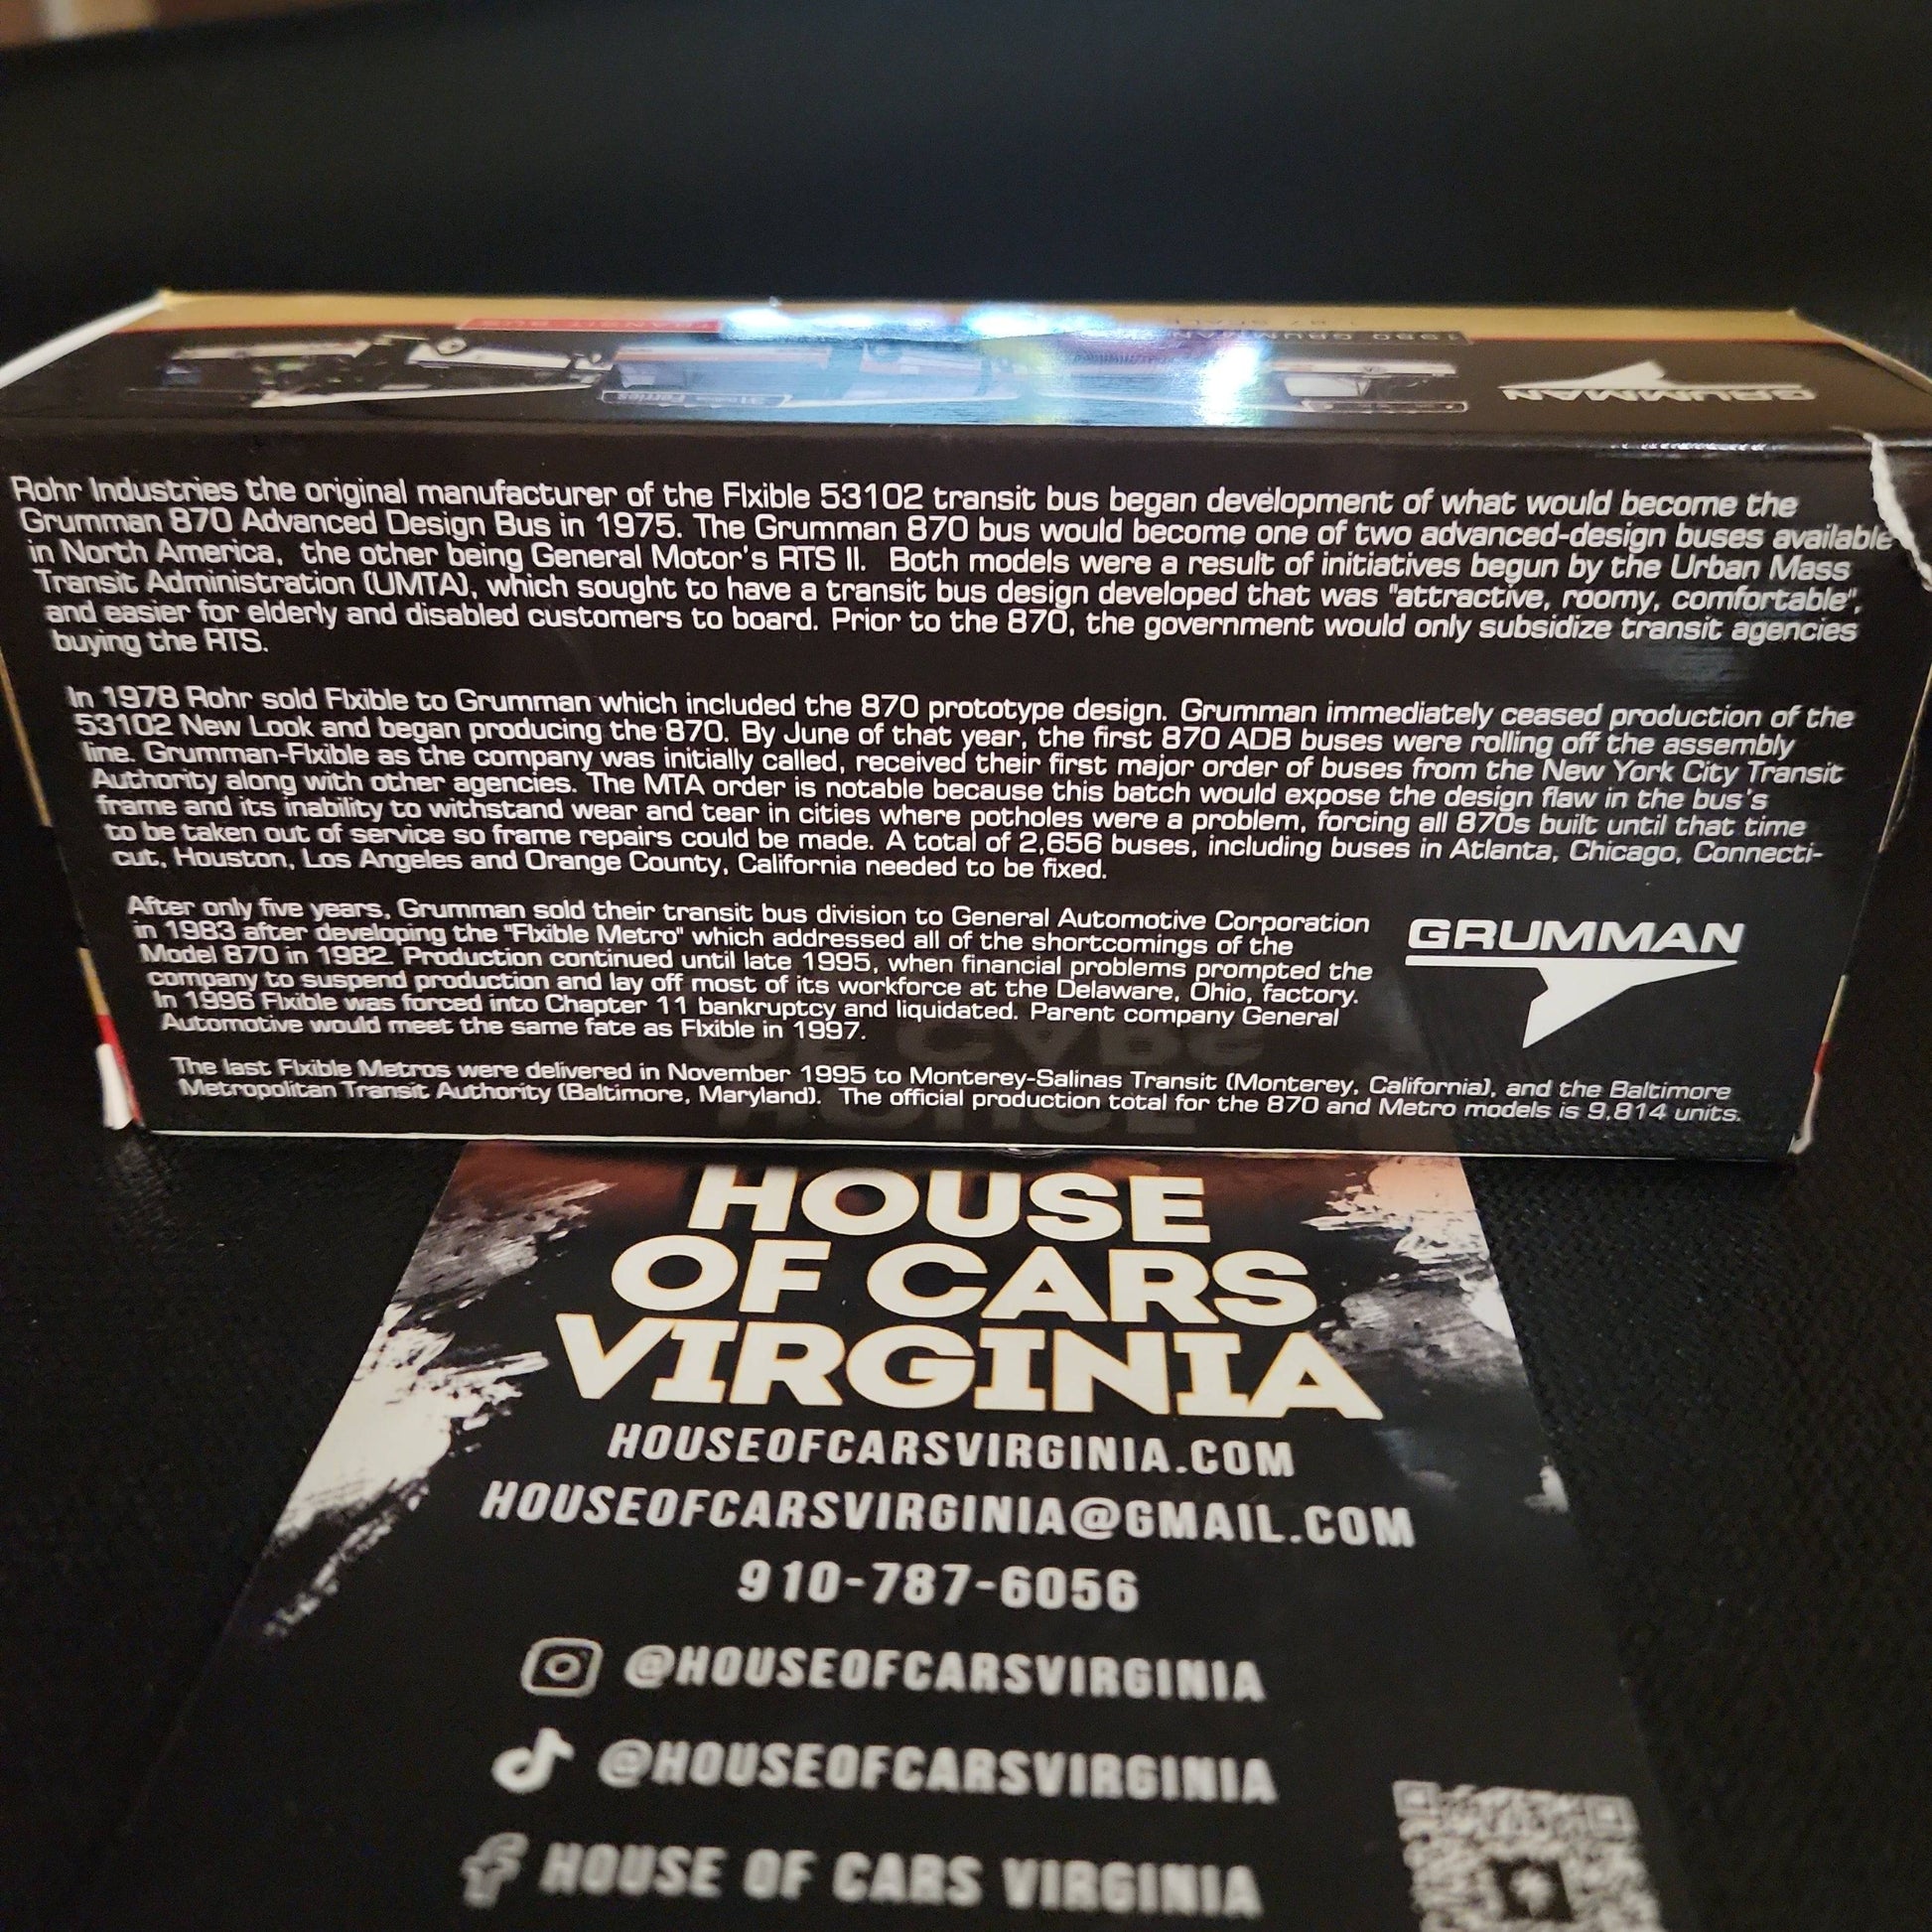 TRANSIT BUS
1980 GRUMMAN
GRUMMAN
Rohr Industries the original manufacturer of the Flxible 53102 transit bus began development of what would become the
Grumman 870 Advanced Design Bus in 1975. The Grumman 870 bus would become one of two advanced-design buses available
in North America,  the other being General Motor's RTS II.  Both models were a result of initiatives begun by the Urban Mass
Transit Administration (UMTA), which sought to have a transit bus design developed that was "attractive, roomy, comfortable",
and easier for elderly and disabled customers to board. Prior to the 870, the government would only subsidize transit agencies
buying the RTS.
In 1978 Rohr sold Flxible to Grumman which included the 870 prototype design. Grumman immediately ceased production of the
53102 New Look and began producing the 870. By June of that year, the first 870 ADB buses were rolling off the assembly
line. Grumman-Flxible as the company was initially called, received their first major order of buses from the New York City Transit
Authority along with other agencies. The MTA order is notable because this batch would expose the design flaw in the bus's
frame and its inability to withstand wear and tear in cities where potholes were a problem, forcing all 870s built until that time
to be taken out of service so frame repairs could be made. A total of 2,656 buses, including buses in Atlanta, Chicago, Connecti-
cut, Houston, Los Angeles and Orange County, California needed to be fixed.
After only five years, Grumman sold their transit bus division to General Automotive Corporation
in 1983 after developing the "Flxible Metro" which addressed all of the shortcomings of the
Model 870 in 1982. Production continued until late 1995, when financial problems prompted the
company to suspend production and lay off most of its workforce at the Delaware, Ohio, factory.
In 1996 Flxible was forced into Chapter 11 bankruptcy and liquidated. Parent company General
Automotive would meet the same fate as Flxible in 1997.
GRUMMAN
The last Flxible Metros were delivered in November 1995 to Monterey-Salinas Transit (Monterey, California), and the Baltimore
Metropolitan Transit Authority (Baltimore, Maryland).  The official production total for the 870 and Metro models is 9,814 units.
HOUSE
OF CARS
VIRGINIA
HOUSEOFCARSVIRGINIA.COM
HOUSEOFCARSVIRGINIA@GMAIL.COM
910-787-6056
@HOUSEOFCARSVIRGINIA
@HOUSEOFCARSVIRGINIA
HOUSE OF CARS VIRGINIA